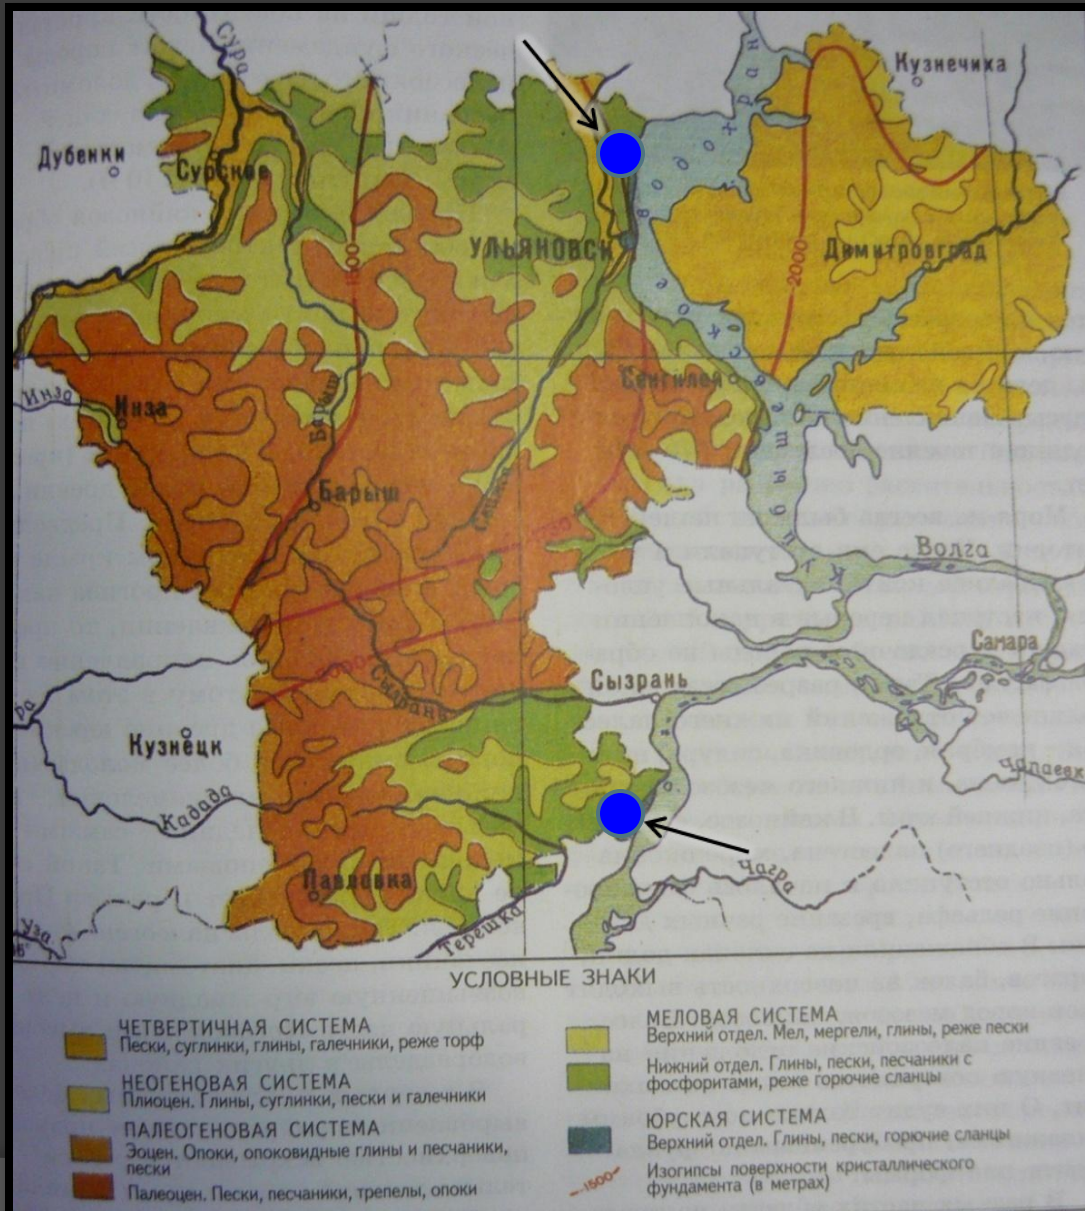 Сура
Кузнечиха
Дубенки
Сурское
УЛЬЯНОВСК
Димитровград
2000
Куйбышевское
водохран
Сенгилей
Инза
Инза
Барыш
Барыш
Волга
Самара
2000
Сызрань
Сызрань
Кузнецк
Кадада
Чагра
Павловка
Терешка
Уза
УСЛОВНЫЕ ЗНАКИ
ЧЕТВЕРТИЧНАЯ СИСТЕМА
Пески, суглинки, глины, галечники, реже торф
НЕОГЕНОВАЯ СИСТЕМА
Плиоцен. Глины, суглинки, пески и галечники
ПАЛЕОГЕНОВАЯ СИСТЕМА
Эоцен. Опоки, опоковидные глины и песчаники,
пески
Палеоцен. Пески, песчаники, трепелы, опоки
МЕЛОВАЯ СИСТЕМА
Верхний отдел. Мел, мергели, глины, реже пески
Нижний отдел. Глины, пески, песчаники с
фосфоритами, реже горючие сланцы
ЮРСКАЯ СИСТЕМА
Верхний отдел. Глины, пески, горючие сланцы
-1500-
Изогипсы поверхности кристаллического
фундамента (в метрах)